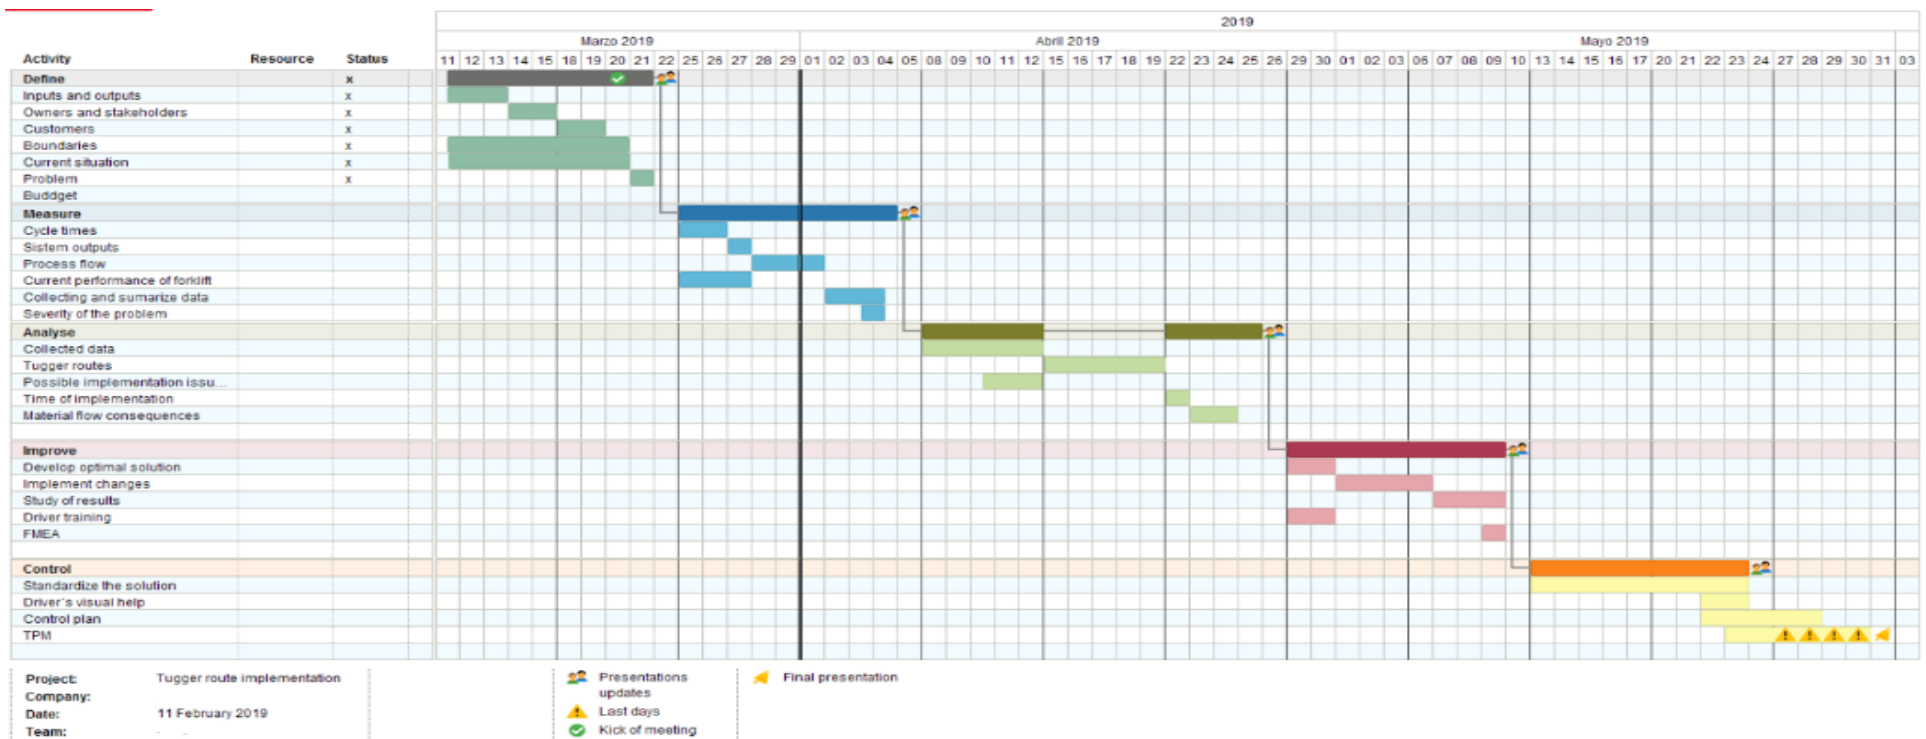 2019
Marzo 2019 Abril 2019 Mayo 2019
Activity Resource Status 11 12 13 14 15 18 19 20 21 22 25 26 27 28 29 01 02 03 04 05 08 09 10 11 12 15 16 17 18 19 22 23 24 25 26 29 30 01 02 03 06 07 08 09 10 13 14 15 16 17 20 21 22 23 24 27 28 29 30 31 03
Define x
Inputs and outputs x
Owners and stakeholders x
Customers x
Boundaries x
Current situation x
Problem x
Buddget
Measure
Cycle times
Sistem outputs
Process flow
Current performance of forklift
Collecting and sumarize data
Severity of the problem
Analyse
Collected data
Tugger routes
Possible implementation issu...
Time of implementation
Material flow consequences
Improve
Develop optimal solution
Implement changes
Study of results
Driver training
FMEA
Control
Standardize the solution
Driver´s visual help
Control plan
TPM
Project: Tugger route implementation
Company:
Date: 11 February 2019
Team:
Presentations
updates
Last days
Kick of meeting
Final presentation